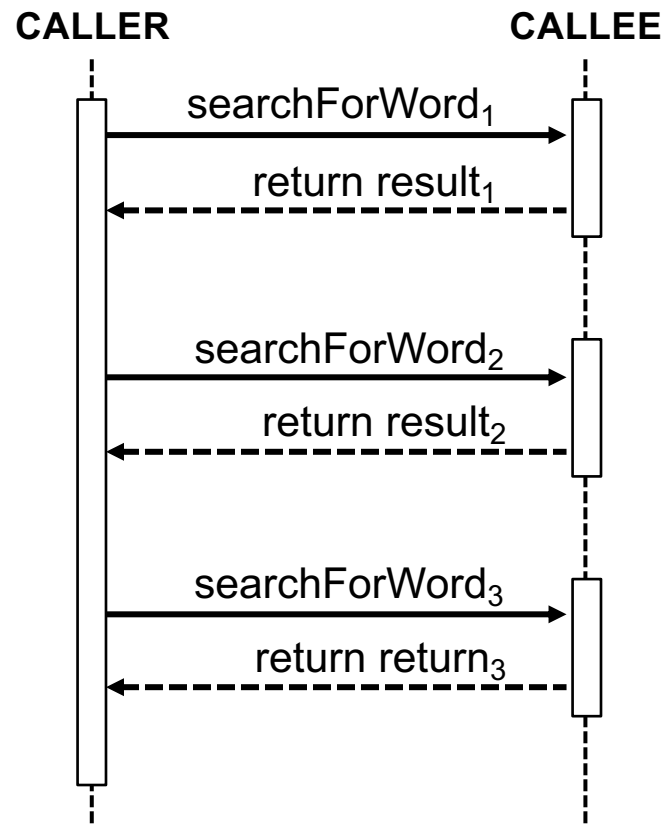 CALLER CALLEE
searchForWord₁
return result₁
searchForWord₂
return result₂
searchForWord₃
return return₃